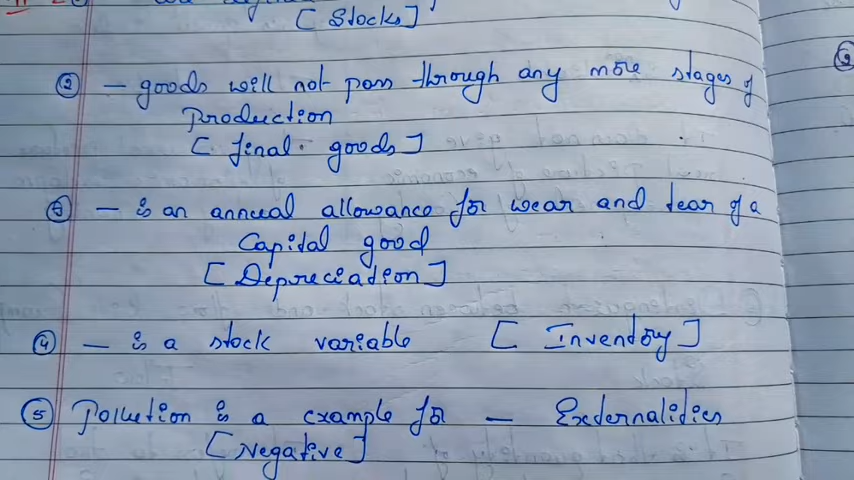 [ Stocks ]
② — goods will not pass through any more stages of
Production
[ final goods ]
③ — is an annual allowance for wear and tear of a
Capital good
[ Depreciation ]
④ — is a stock variable [ Inventory ]
⑤ Pollution is a example for — Externalities
[ Negative ]